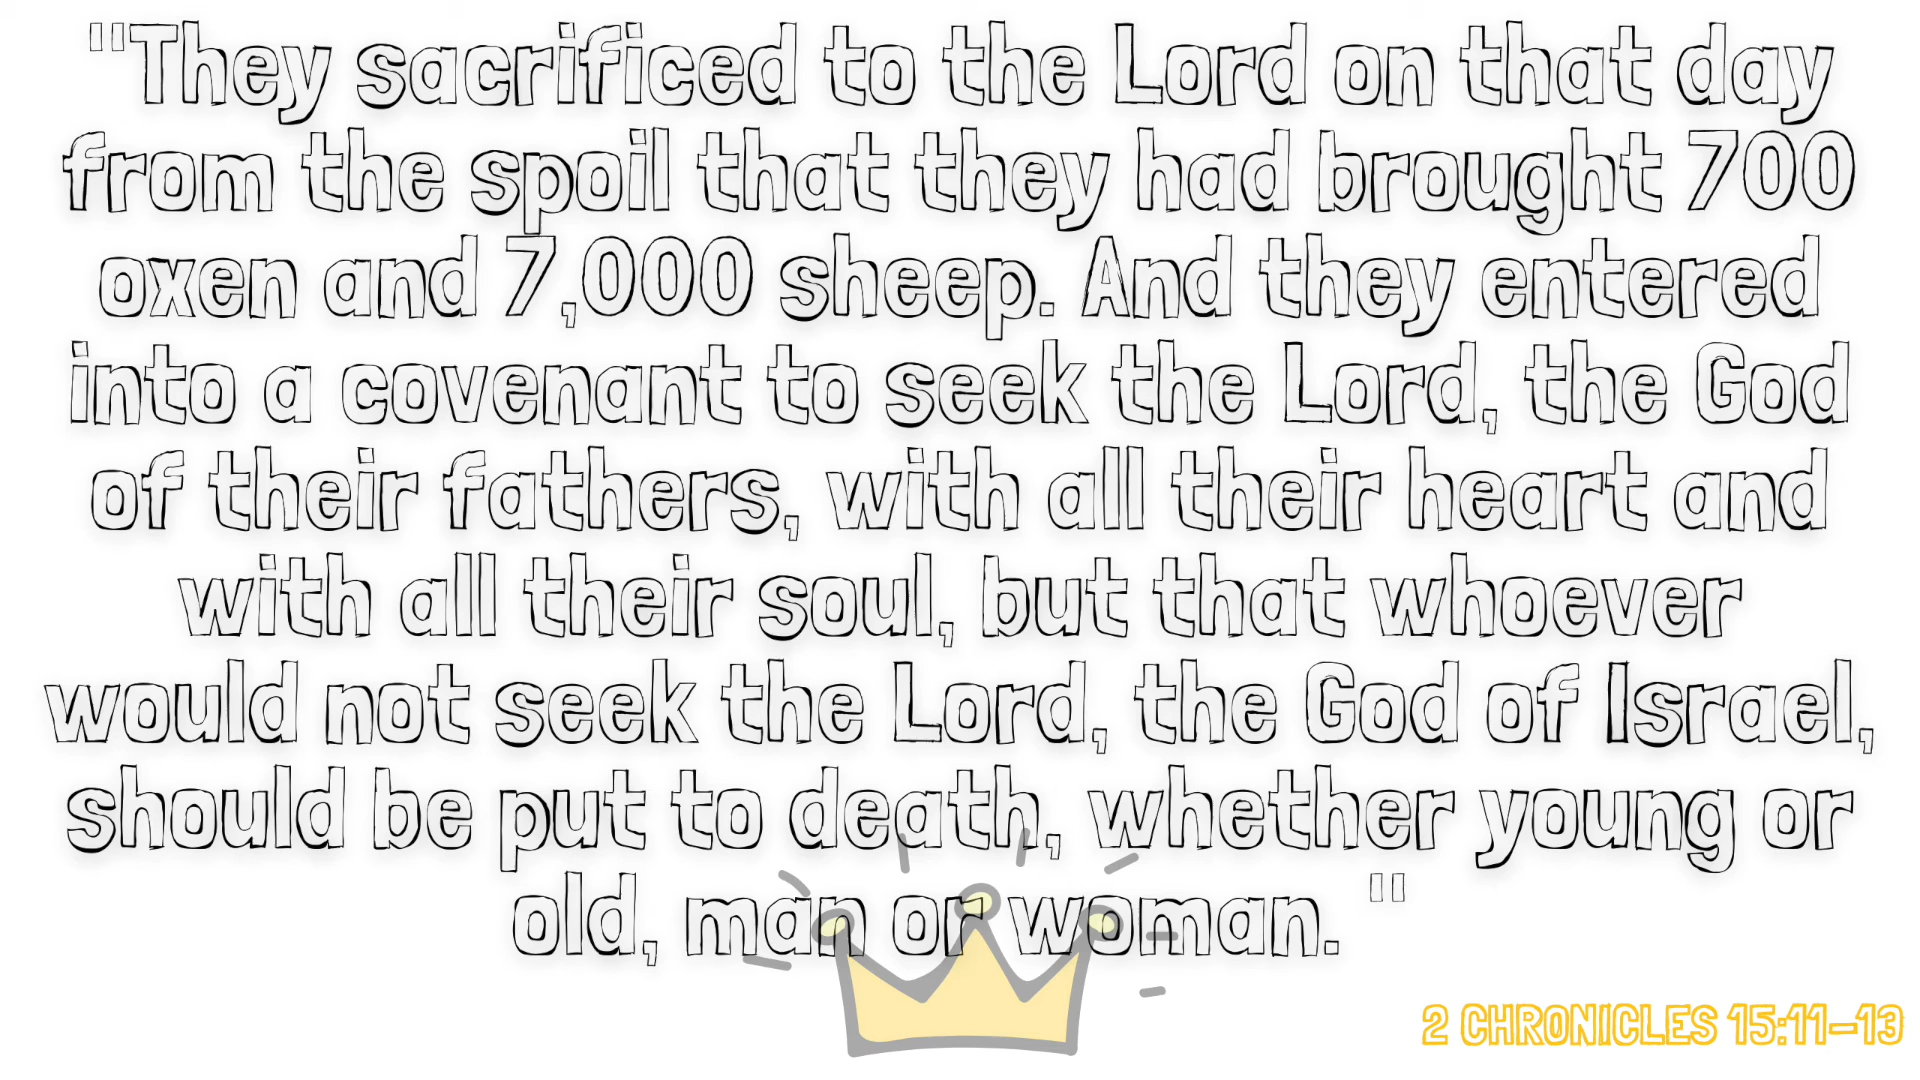 "They sacrificed to the Lord on that day
from the spoil that they had brought 700
oxen and 7,000 sheep. And they entered
into a covenant to seek the Lord, the God
of their fathers, with all their heart and
with all their soul, but that whoever
would not seek the Lord, the God of Israel,
should be put to death, whether young or
old, man or woman. "
2 CHRONICLES 15:11-13